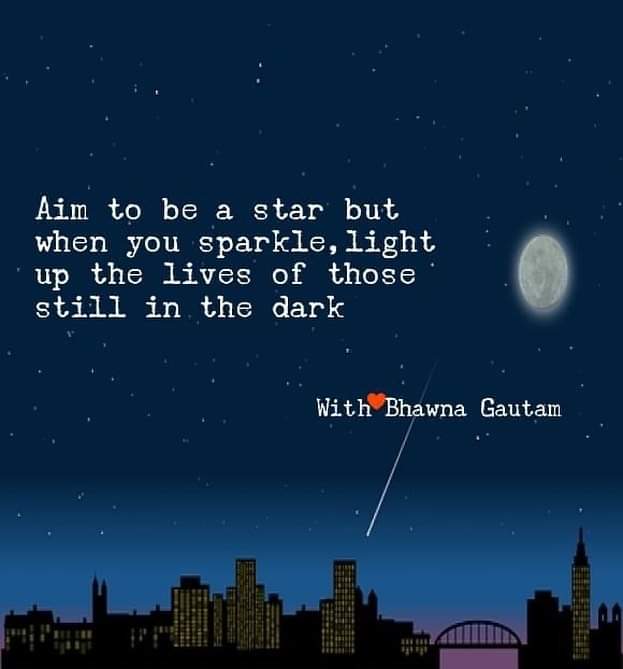 Aim to be a star but
when you sparkle,light
up the lives of those
still in the dark
With❤Bhawna Gautam